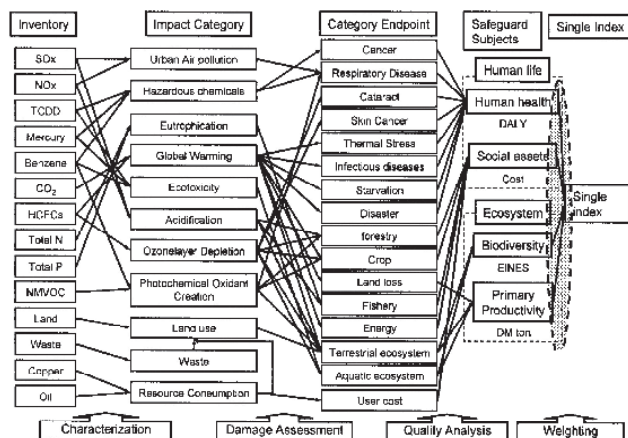 Inventory
Impact Category
Category Endpoint
Safeguard
Subjects
Single Index
SOx
NOx
TCDD
Mercury
Benzene
CO2
HCFCs
Total N
Total P
NMVOC
Land
Waste
Copper
Oil
Urban Air pollution
Hazardous chemicals
Eutrophication
Global Warming
Ecotoxicity
Acidification
Ozonelayer Depletion
Photochemical Oxidant
Creation
Land use
Waste
Resource Consumption
Cancer
Respiratory Disease
Cataract
Skin Cancer
Thermal Stress
Infectious diseases
Starvation
Disaster
forestry
Crop
Land loss
Fishery
Energy
Terrestrial ecosystem
Aquatic ecosystem
User cost
Human life
Human health
DALY
Social assets
Cost
Ecosystem
Biodiversity
EINES
Primary
Productivity
DM ton
Single
index
Characterization
Damage Assessment
Quality Analysis
Weighting